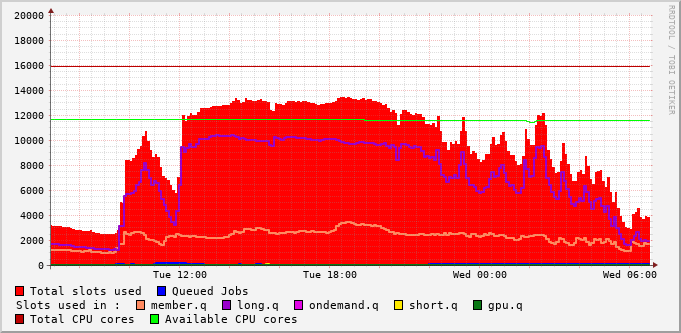 20000
18000
16000
14000
12000
10000
8000
6000
4000
2000
0
Tue 12:00 Tue 18:00 Wed 00:00 Wed 06:00
Total slots used Queued Jobs
Slots used in : member.q long.q ondemand.q short.q gpu.q
Total CPU cores Available CPU cores
RRDTOOL / TOBI OETIKER